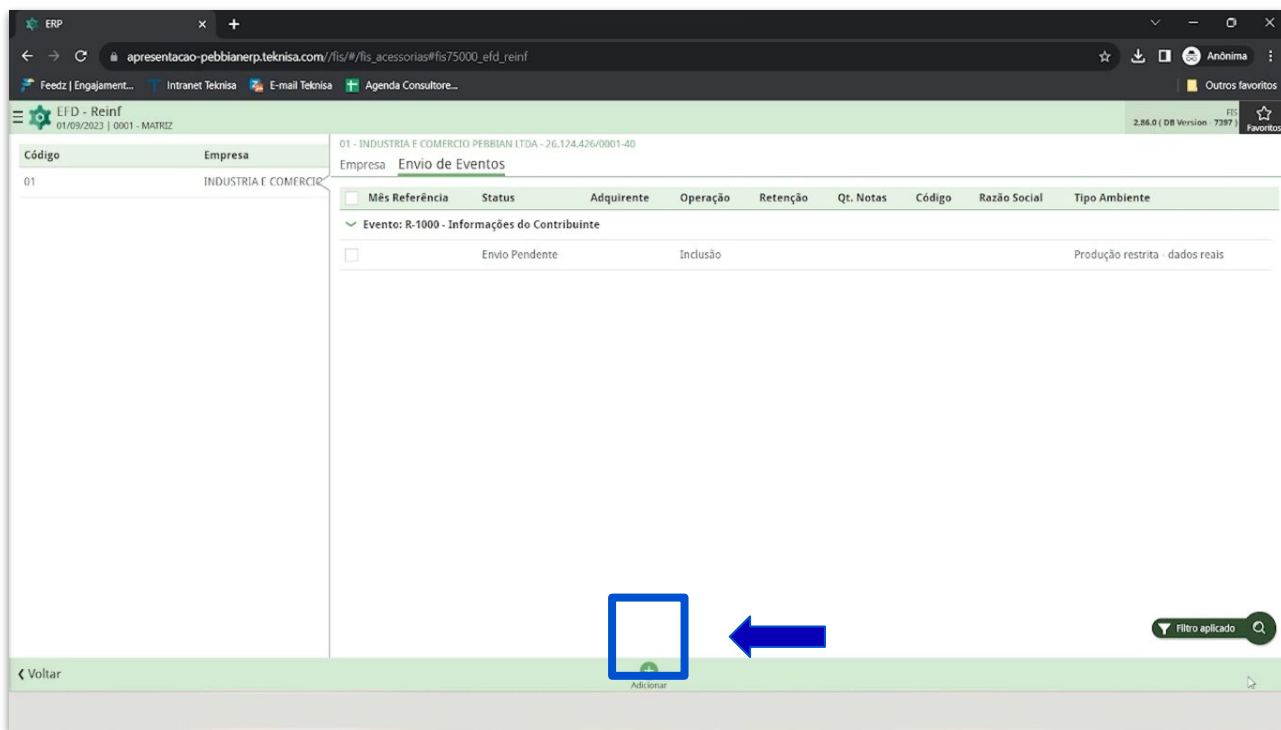 ERP
apresentacao-pebbianerp.teknisa.com//fis/#/fis_acessorias#fis75000_efd_reinf
Anônima
Feedz | Engajament... Intranet Teknisa E-mail Teknisa Agenda Consultore... Outros favoritos
EFD - Reinf
01/09/2023 | 0001 - MATRIZ
FIS
2.86.0 ( DB Version - 7397 )
Favoritos
Código Empresa
01 INDUSTRIA E COMERCIO
01 - INDUSTRIA E COMERCIO PEBBIAN LTDA - 26.124.426/0001-40
Empresa Envio de Eventos
Mês Referência Status Adquirente Operação Retenção Qt. Notas Código Razão Social Tipo Ambiente
Evento: R-1000 - Informações do Contribuinte
Envio Pendente Inclusão Produção restrita - dados reais
Filtro aplicado
Voltar
Adicionar